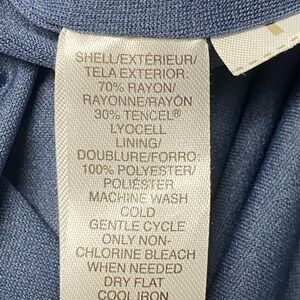 SHELL/EXTÉRIEUR/
TELA EXTERIOR:
70% RAYON/
RAYONNE/RAYÓN
30% TENCEL®
LYOCELL
LINING/
DOUBLURE/FORRO:
100% POLYESTER/
POLIÉSTER
MACHINE WASH
COLD
GENTLE CYCLE
ONLY NON-
CHLORINE BLEACH
WHEN NEEDED
DRY FLAT
COOL IRON